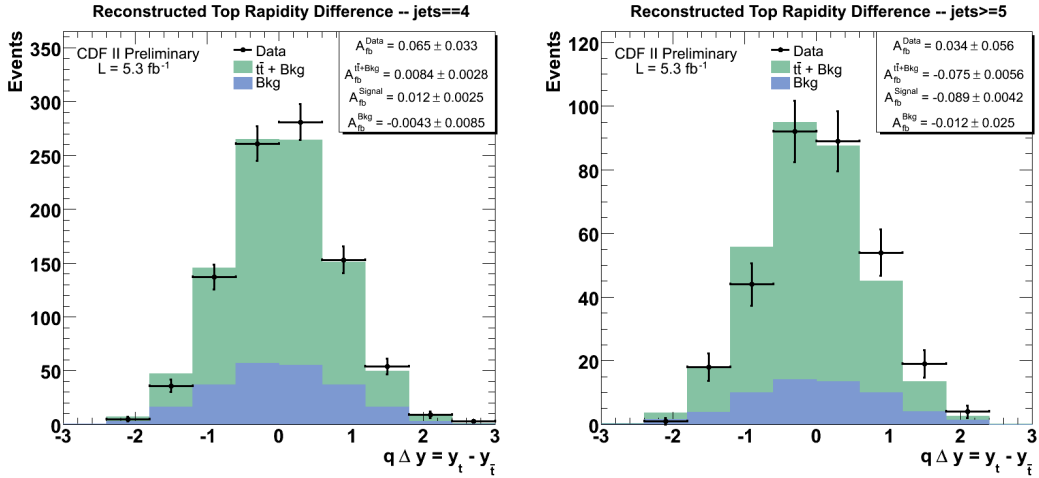 Reconstructed Top Rapidity Difference -- jets==4
Events
350
300
250
200
150
100
50
0
-3 -2 -1 0 1 2 3
q Δ y = y_t - y_t̄
CDF II Preliminary
L = 5.3 fb⁻¹
Data
tt̄ + Bkg
Bkg
A_fb^Data = 0.065 ± 0.033
A_fb^tt̄+Bkg = 0.0084 ± 0.0028
A_fb^Signal = 0.012 ± 0.0025
A_fb^Bkg = -0.0043 ± 0.0085
Reconstructed Top Rapidity Difference -- jets>=5
Events
120
100
80
60
40
20
0
-3 -2 -1 0 1 2 3
q Δ y = y_t - y_t̄
CDF II Preliminary
L = 5.3 fb⁻¹
Data
tt̄ + Bkg
Bkg
A_fb^Data = 0.034 ± 0.056
A_fb^tt̄+Bkg = -0.075 ± 0.0056
A_fb^Signal = -0.089 ± 0.0042
A_fb^Bkg = -0.012 ± 0.025